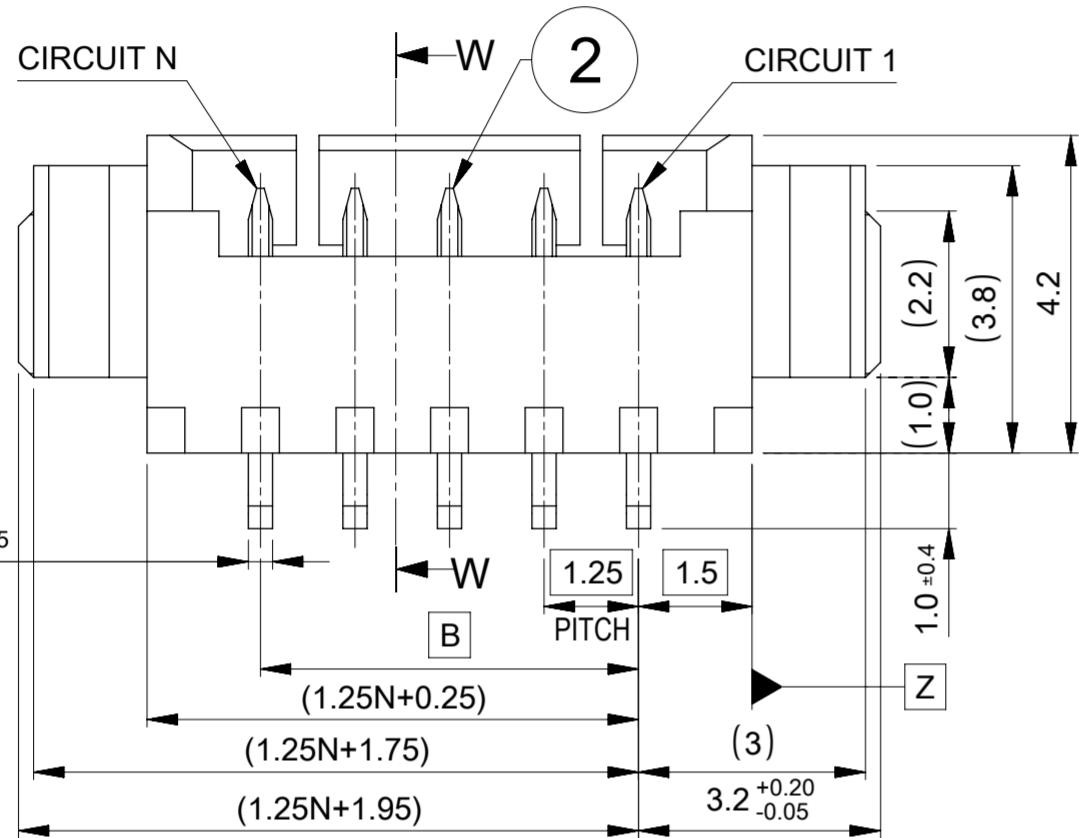 CIRCUIT N
W
2
CIRCUIT 1
(2.2)
(3.8)
4.2
(1.0)
5
W
1.25
PITCH
1.5
1.0 ±0.4
B
Z
(1.25N+0.25)
(1.25N+1.75)
(3)
(1.25N+1.95)
3.2 +0.20
-0.05